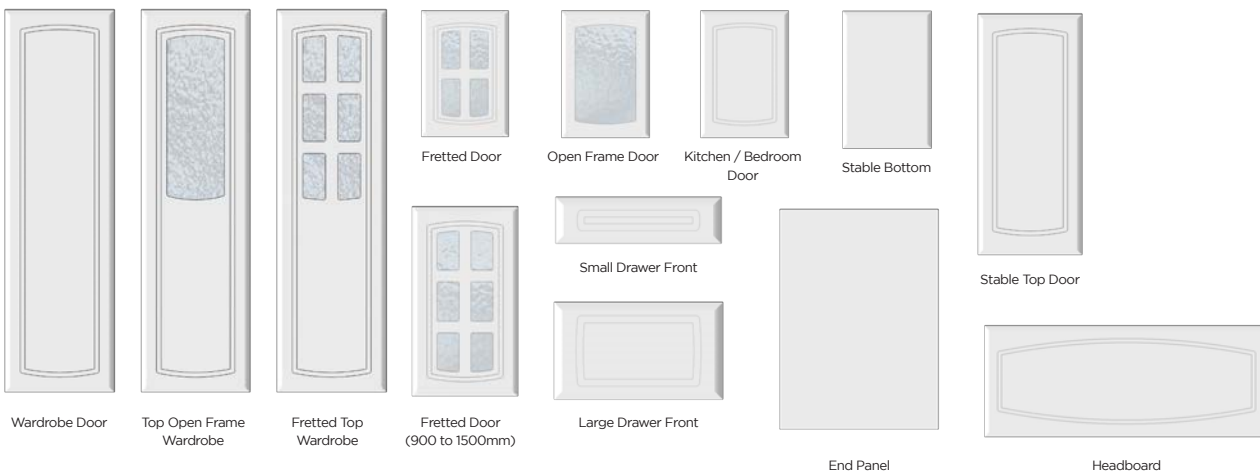 Fretted Door
Open Frame Door
Kitchen / Bedroom
Door
Stable Bottom
Small Drawer Front
Stable Top Door
Wardrobe Door
Top Open Frame
Wardrobe
Fretted Top
Wardrobe
Fretted Door
(900 to 1500mm)
Large Drawer Front
End Panel
Headboard